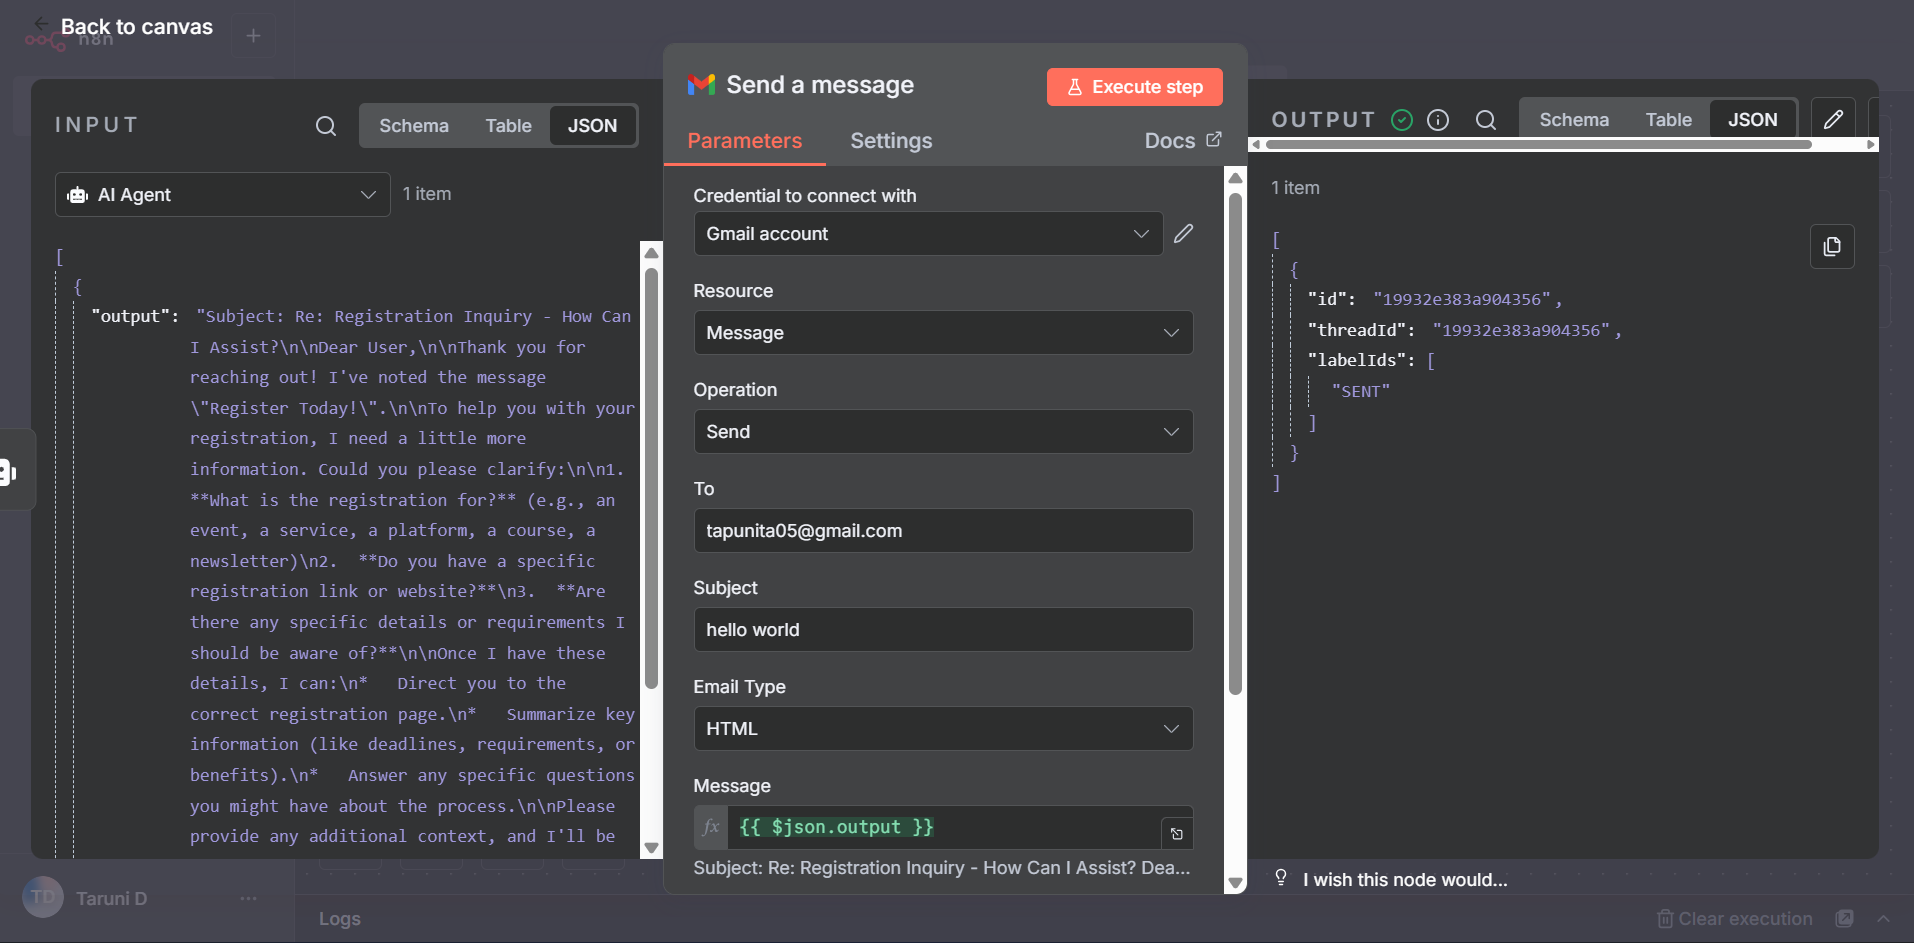 Back to canvas
n8n
INPUT
Schema
Table
JSON
AI Agent
1 item
[
{
"output": "Subject: Re: Registration Inquiry - How Can
I Assist?\n\nDear User,\n\nThank you for
reaching out! I've noted the message
\"Register Today!\".\n\nTo help you with your
registration, I need a little more
information. Could you please clarify:\n\n1.
**What is the registration for?** (e.g., an
event, a service, a platform, a course, a
newsletter)\n2.  **Do you have a specific
registration link or website?**\n3.  **Are
there any specific details or requirements I
should be aware of?**\n\nOnce I have these
details, I can:\n*   Direct you to the
correct registration page.\n*   Summarize key
information (like deadlines, requirements, or
benefits).\n*   Answer any specific questions
you might have about the process.\n\nPlease
provide any additional context, and I'll be
Send a message
Execute step
Parameters
Settings
Docs
Credential to connect with
Gmail account
Resource
Message
Operation
Send
To
tapunita05@gmail.com
Subject
hello world
Email Type
HTML
Message
fx
{{ $json.output }}
Subject: Re: Registration Inquiry - How Can I Assist? Dea...
OUTPUT
Schema
Table
JSON
1 item
[
{
"id": "19932e383a904356",
"threadId": "19932e383a904356",
"labelIds": [
"SENT"
]
}
]
I wish this node would...
TD
Taruni D
Logs
Clear execution